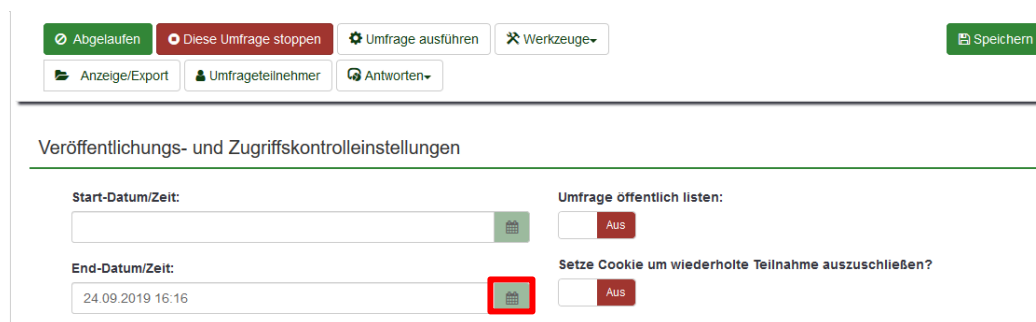 Abgelaufen Diese Umfrage stoppen Umfrage ausführen Werkzeuge Speichern
Anzeige/Export Umfrageteilnehmer Antworten
Veröffentlichungs- und Zugriffskontrolleinstellungen
Start-Datum/Zeit: Umfrage öffentlich listen:
Aus
End-Datum/Zeit: Setze Cookie um wiederholte Teilnahme auszuschließen?
24.09.2019 16:16 Aus